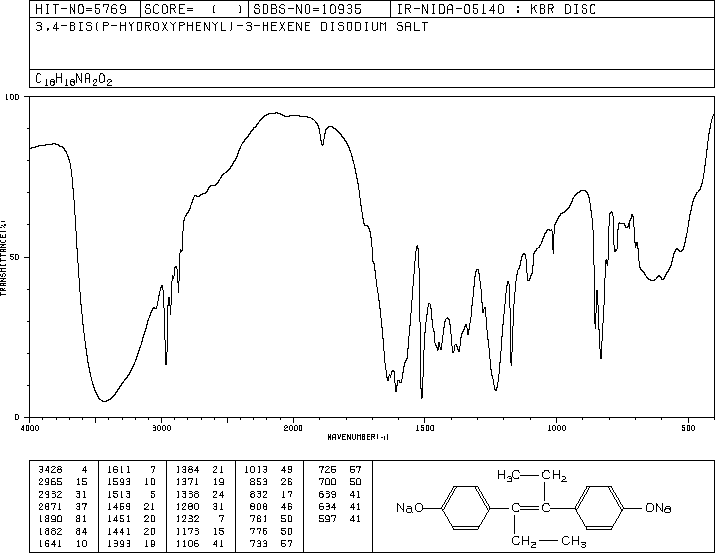 HIT-NO=5769 SCORE= ( ) SDBS-NO=10935 IR-NIDA-05140 : KBR DISC
3,4-BIS(P-HYDROXYPHENYL)-3-HEXENE DISODIUM SALT
C18H18NA2O2
100
50
0
TRANSMITTANCE(%)
4000 3000 2000 1500 1000 500
WAVENUMBER(-1)
3428 4 1611 7 1384 21 1013 49 726 57
2965 15 1593 10 1371 19 853 26 700 50
2932 31 1513 5 1338 24 832 17 659 41
2871 37 1468 21 1280 31 808 46 634 41
1890 81 1451 20 1232 7 781 50 597 41
1882 84 1441 20 1173 15 776 50
1641 10 1393 19 1106 41 733 57
H3C CH2
NaO ONa
CH2 CH3